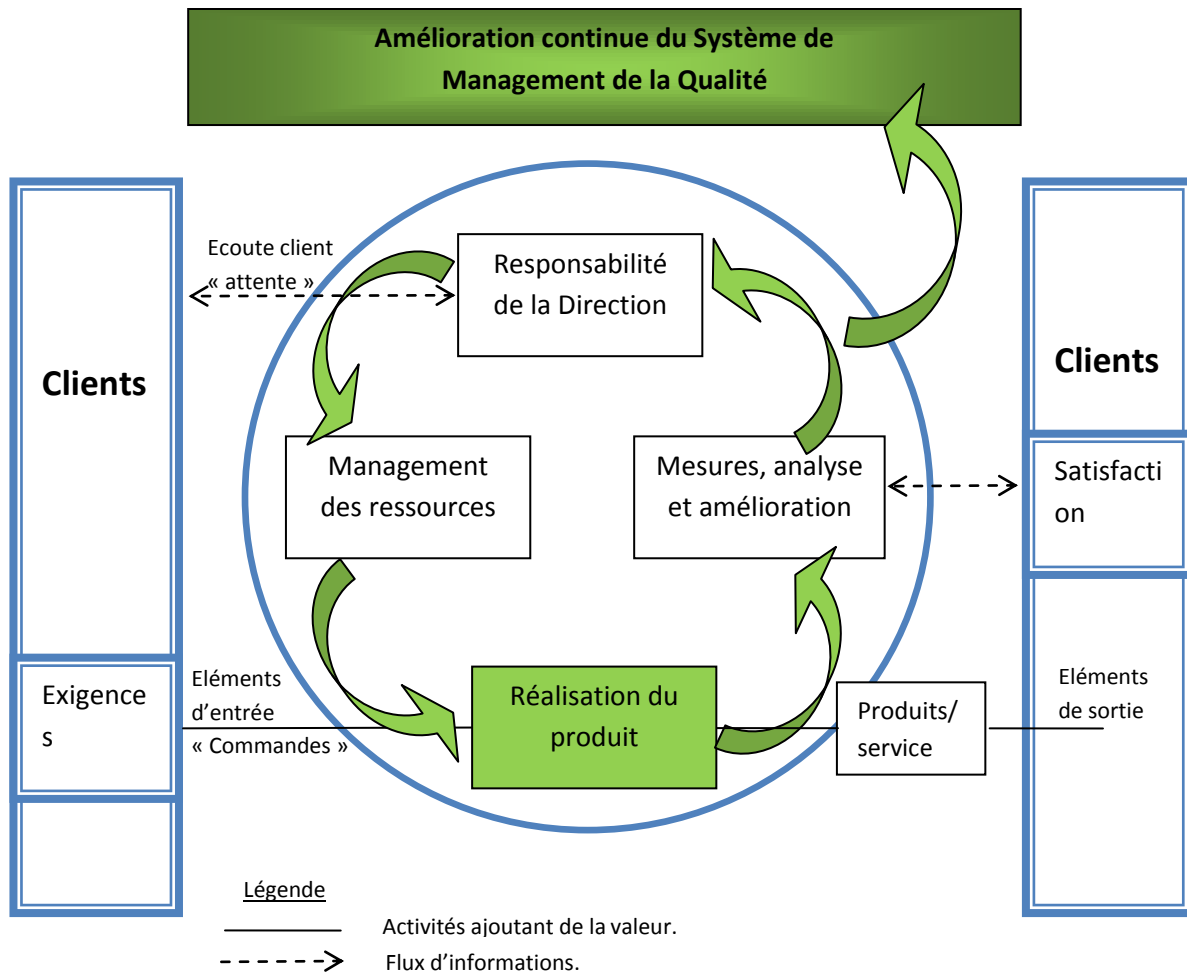 Amélioration continue du Système de
Management de la Qualité
Ecoute client
« attente »
Responsabilité
de la Direction
Clients
Clients
Management
des ressources
Mesures, analyse
et amélioration
Satisfacti
on
Exigence
s
Eléments
d’entrée
« Commandes »
Réalisation du
produit
Produits/
service
Eléments
de sortie
Légende
Activités ajoutant de la valeur.
Flux d’informations.